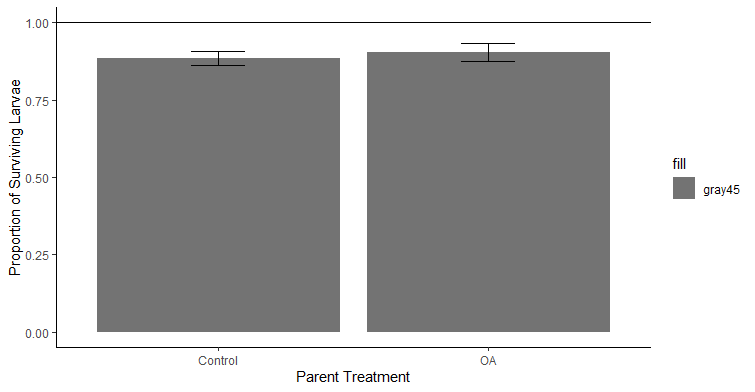 1.00
0.75
0.50
0.25
0.00
Proportion of Surviving Larvae
Control
OA
Parent Treatment
fill
gray45